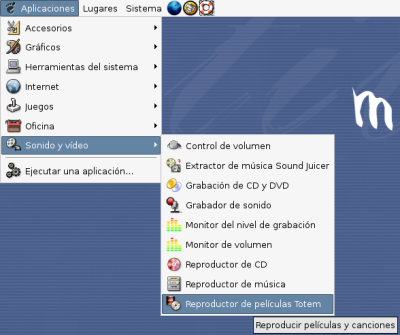 Aplicaciones Lugares Sistema
Accesorios
Gráficos
Herramientas del sistema
Internet
Juegos
Oficina
Sonido y vídeo
Ejecutar una aplicación...
Control de volumen
Extractor de música Sound Juicer
Grabación de CD y DVD
Grabador de sonido
Monitor del nivel de grabación
Monitor de volumen
Reproductor de CD
Reproductor de música
Reproductor de películas Totem
Reproducir películas y canciones
m